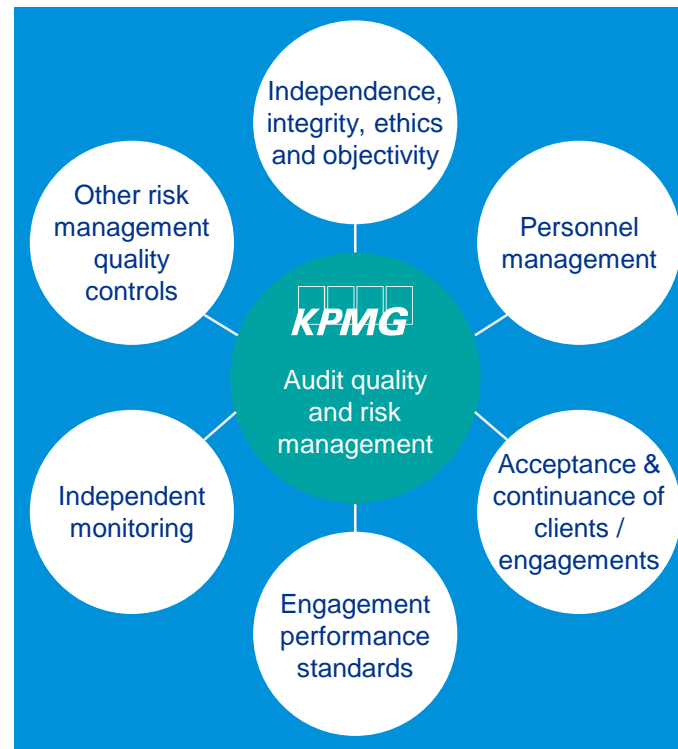 Independence,
integrity, ethics
and objectivity
Other risk
management
quality
controls
Personnel
management
KPMG
Audit quality
and risk
management
Independent
monitoring
Acceptance &
continuance of
clients /
engagements
Engagement
performance
standards